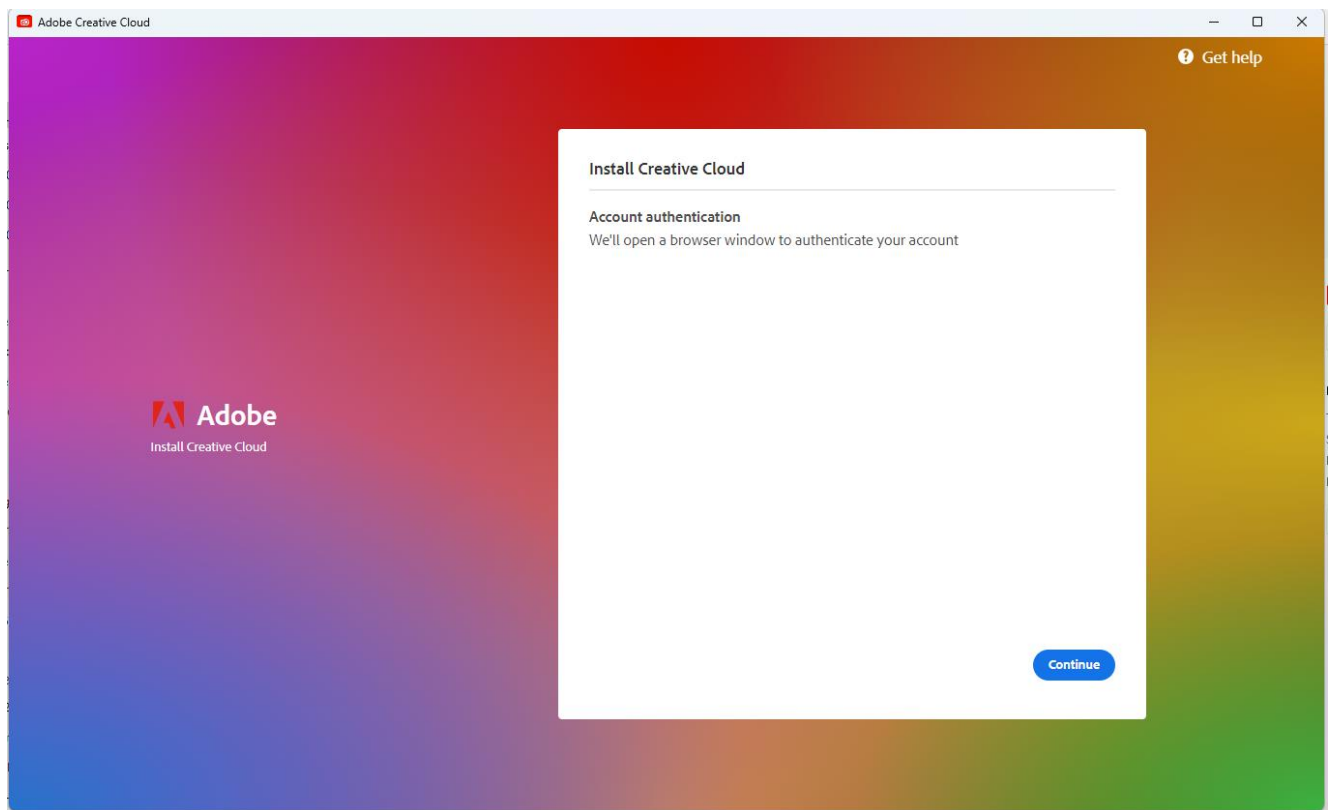 Adobe Creative Cloud
Get help
Install Creative Cloud
Account authentication
We'll open a browser window to authenticate your account
Adobe
Install Creative Cloud
Continue